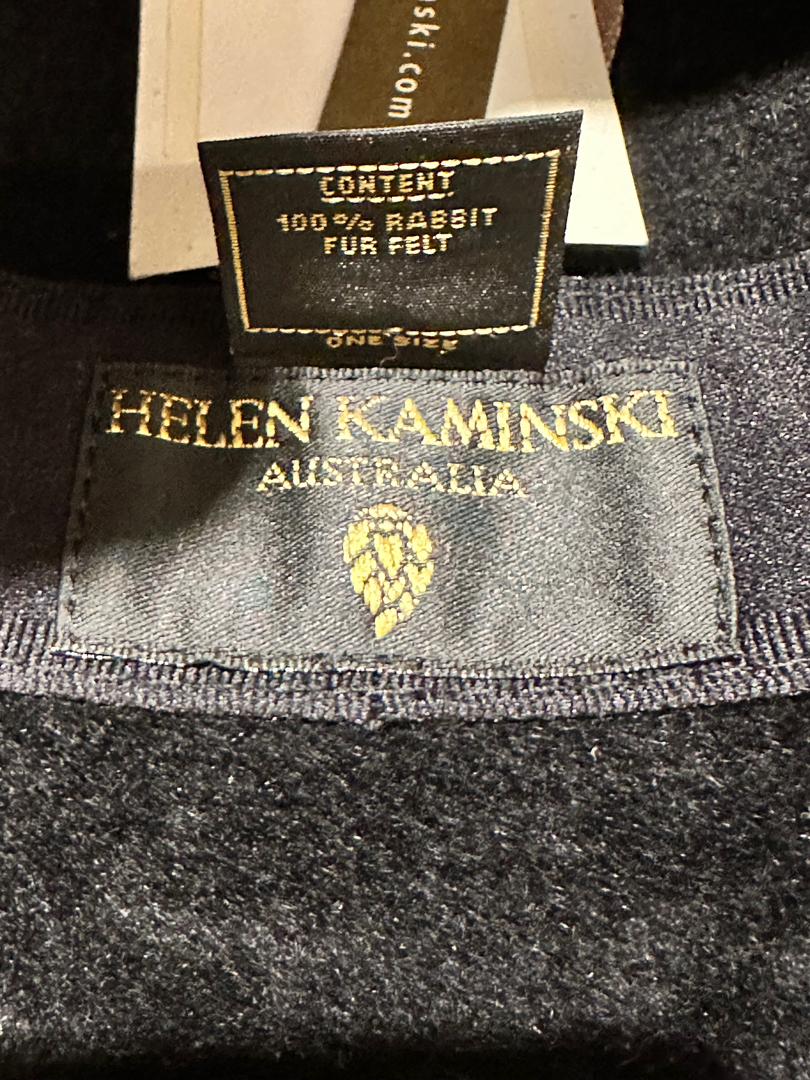 ski.com
CONTENT
100% RABBIT
FUR FELT
ONE SIZE
HELEN KAMINSKI
AUSTRALIA